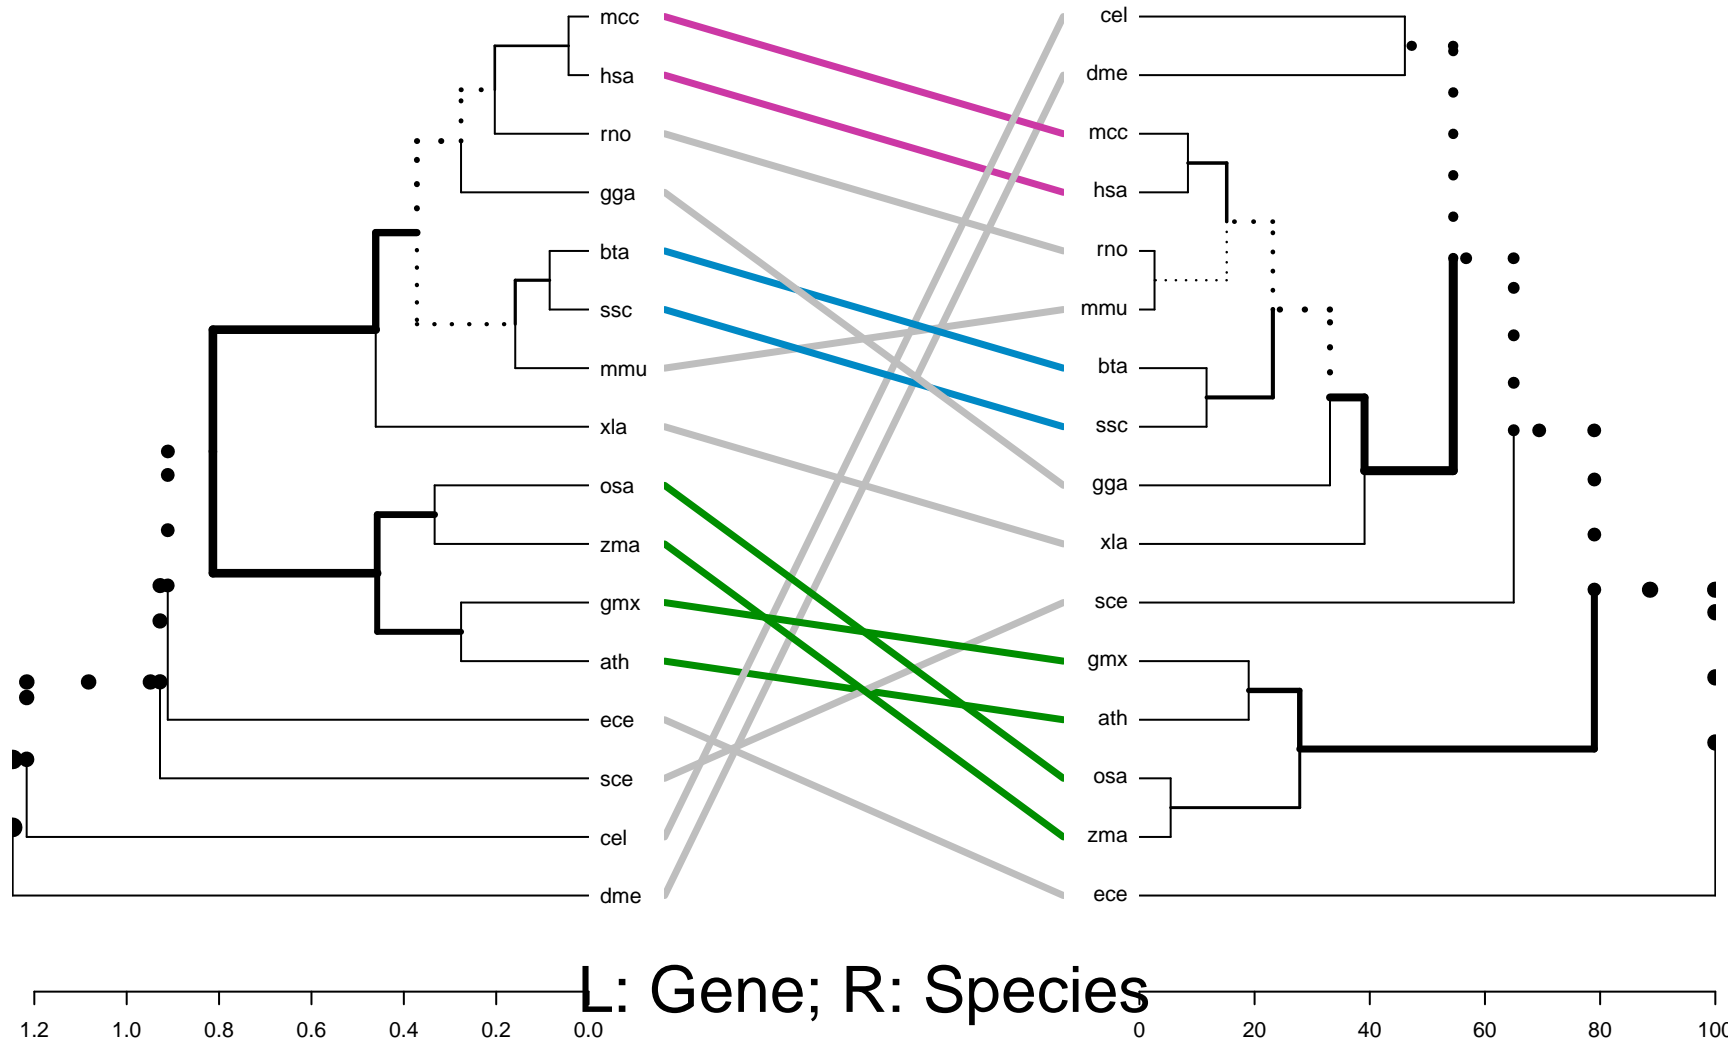 mcc
hsa
rno
gga
bta
ssc
mmu
xla
osa
zma
gmx
ath
ece
sce
cel
dme
cel
dme
mcc
hsa
rno
mmu
bta
ssc
gga
xla
sce
gmx
ath
osa
zma
ece
L: Gene; R: Species
1.2 1.0 0.8 0.6 0.4 0.2 0.0
0 20 40 60 80 100